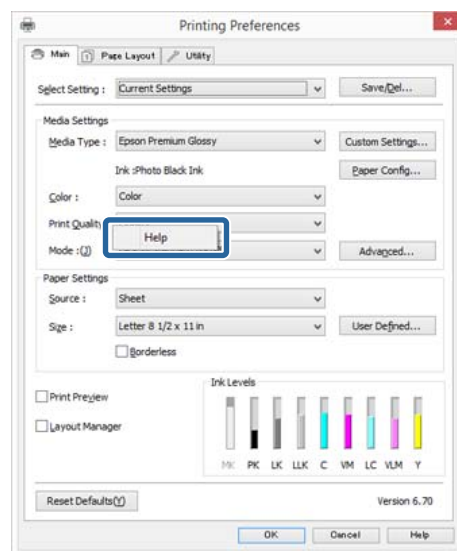 Printing Preferences
Main Page Layout Utility
Select Setting : Current Settings Save/Del...
Media Settings
Media Type : Epson Premium Glossy Custom Settings...
Ink :Photo Black Ink Paper Config...
Color : Color
Print Quality
Help
Mode :(J) Advanced...
Paper Settings
Source : Sheet
Size : Letter 8 1/2 x 11 in User Defined...
Borderless
Ink Levels
Print Preview
Layout Manager
MK PK LK LLK C VM LC VLM Y
Reset Defaults(Y) Version 6.70
OK Cancel Help